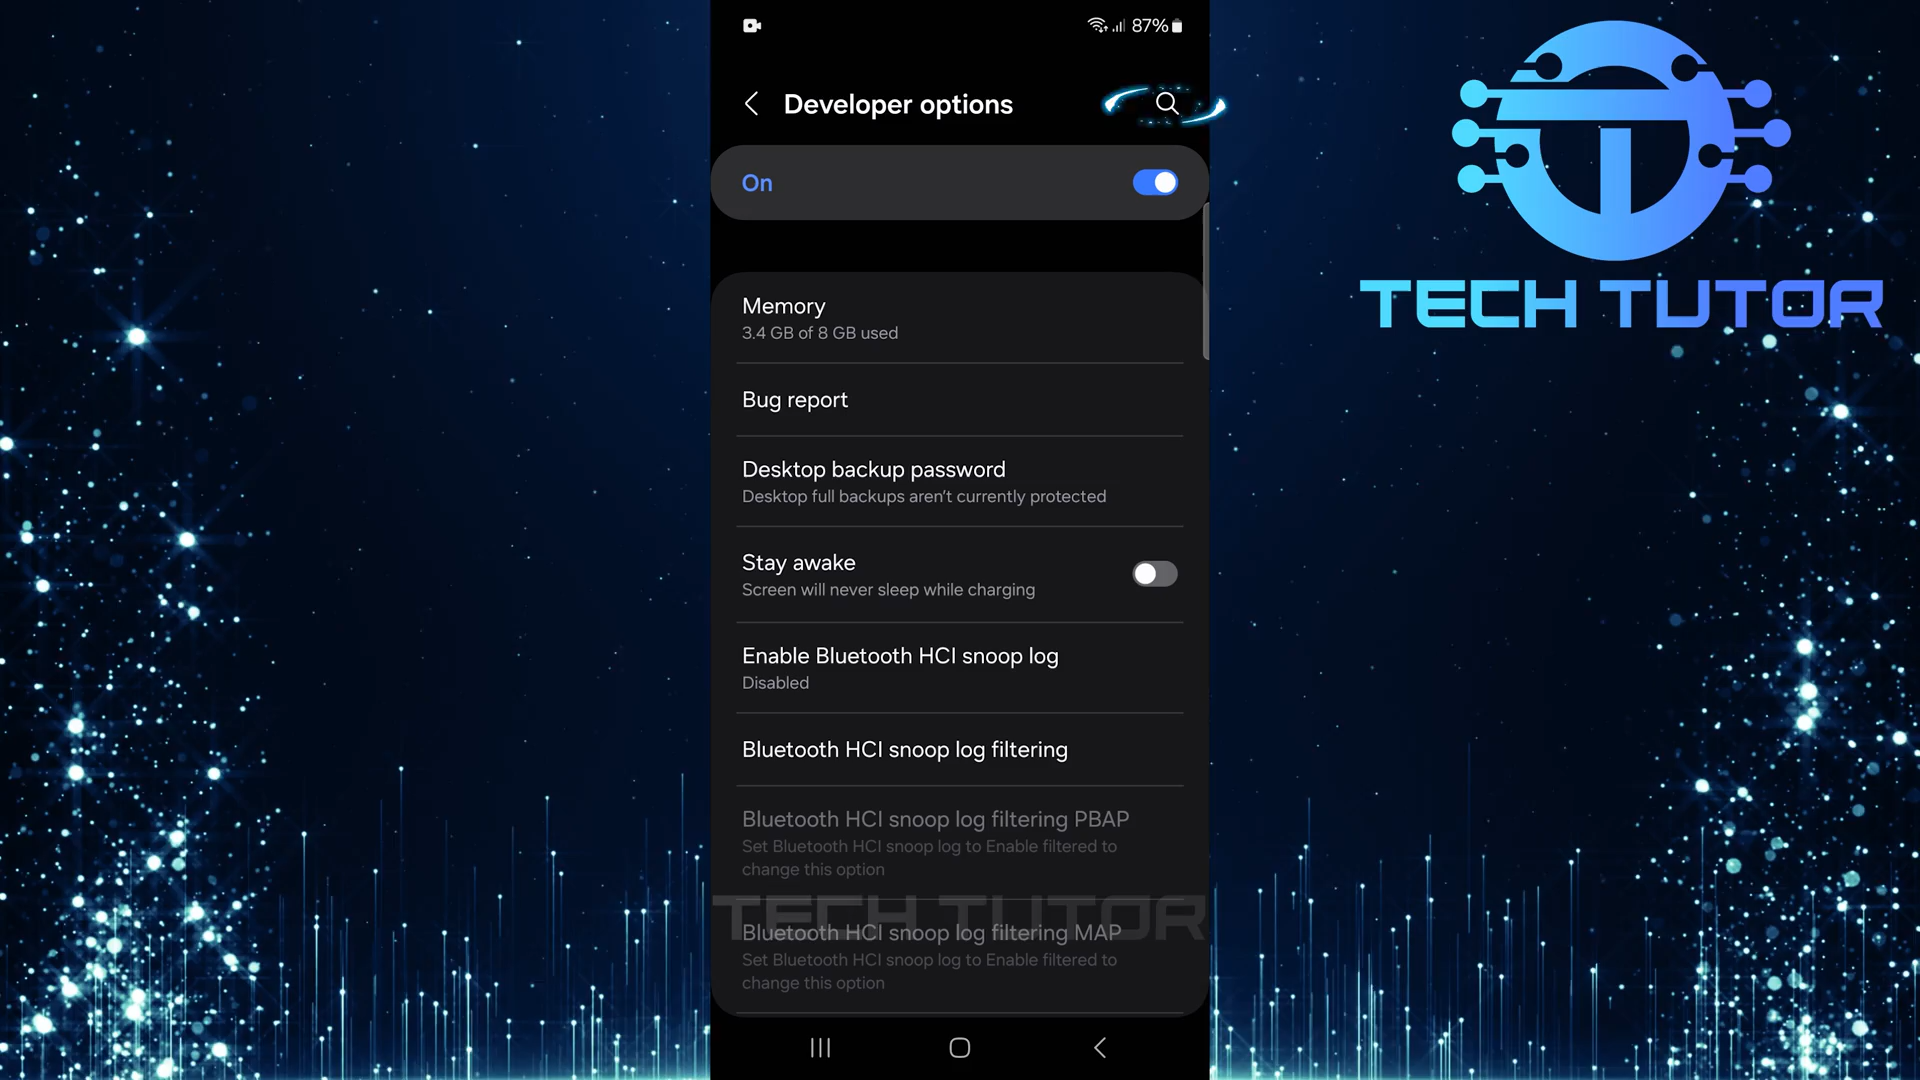 87%
Developer options
On
Memory
3.4 GB of 8 GB used
Bug report
Desktop backup password
Desktop full backups aren't currently protected
Stay awake
Screen will never sleep while charging
Enable Bluetooth HCI snoop log
Disabled
Bluetooth HCI snoop log filtering
Bluetooth HCI snoop log filtering PBAP
Set Bluetooth HCI snoop log to Enable filtered to
change this option
TECH TUTOR
Bluetooth HCI snoop log filtering MAP
Set Bluetooth HCI snoop log to Enable filtered to
change this option
TECH TUTOR